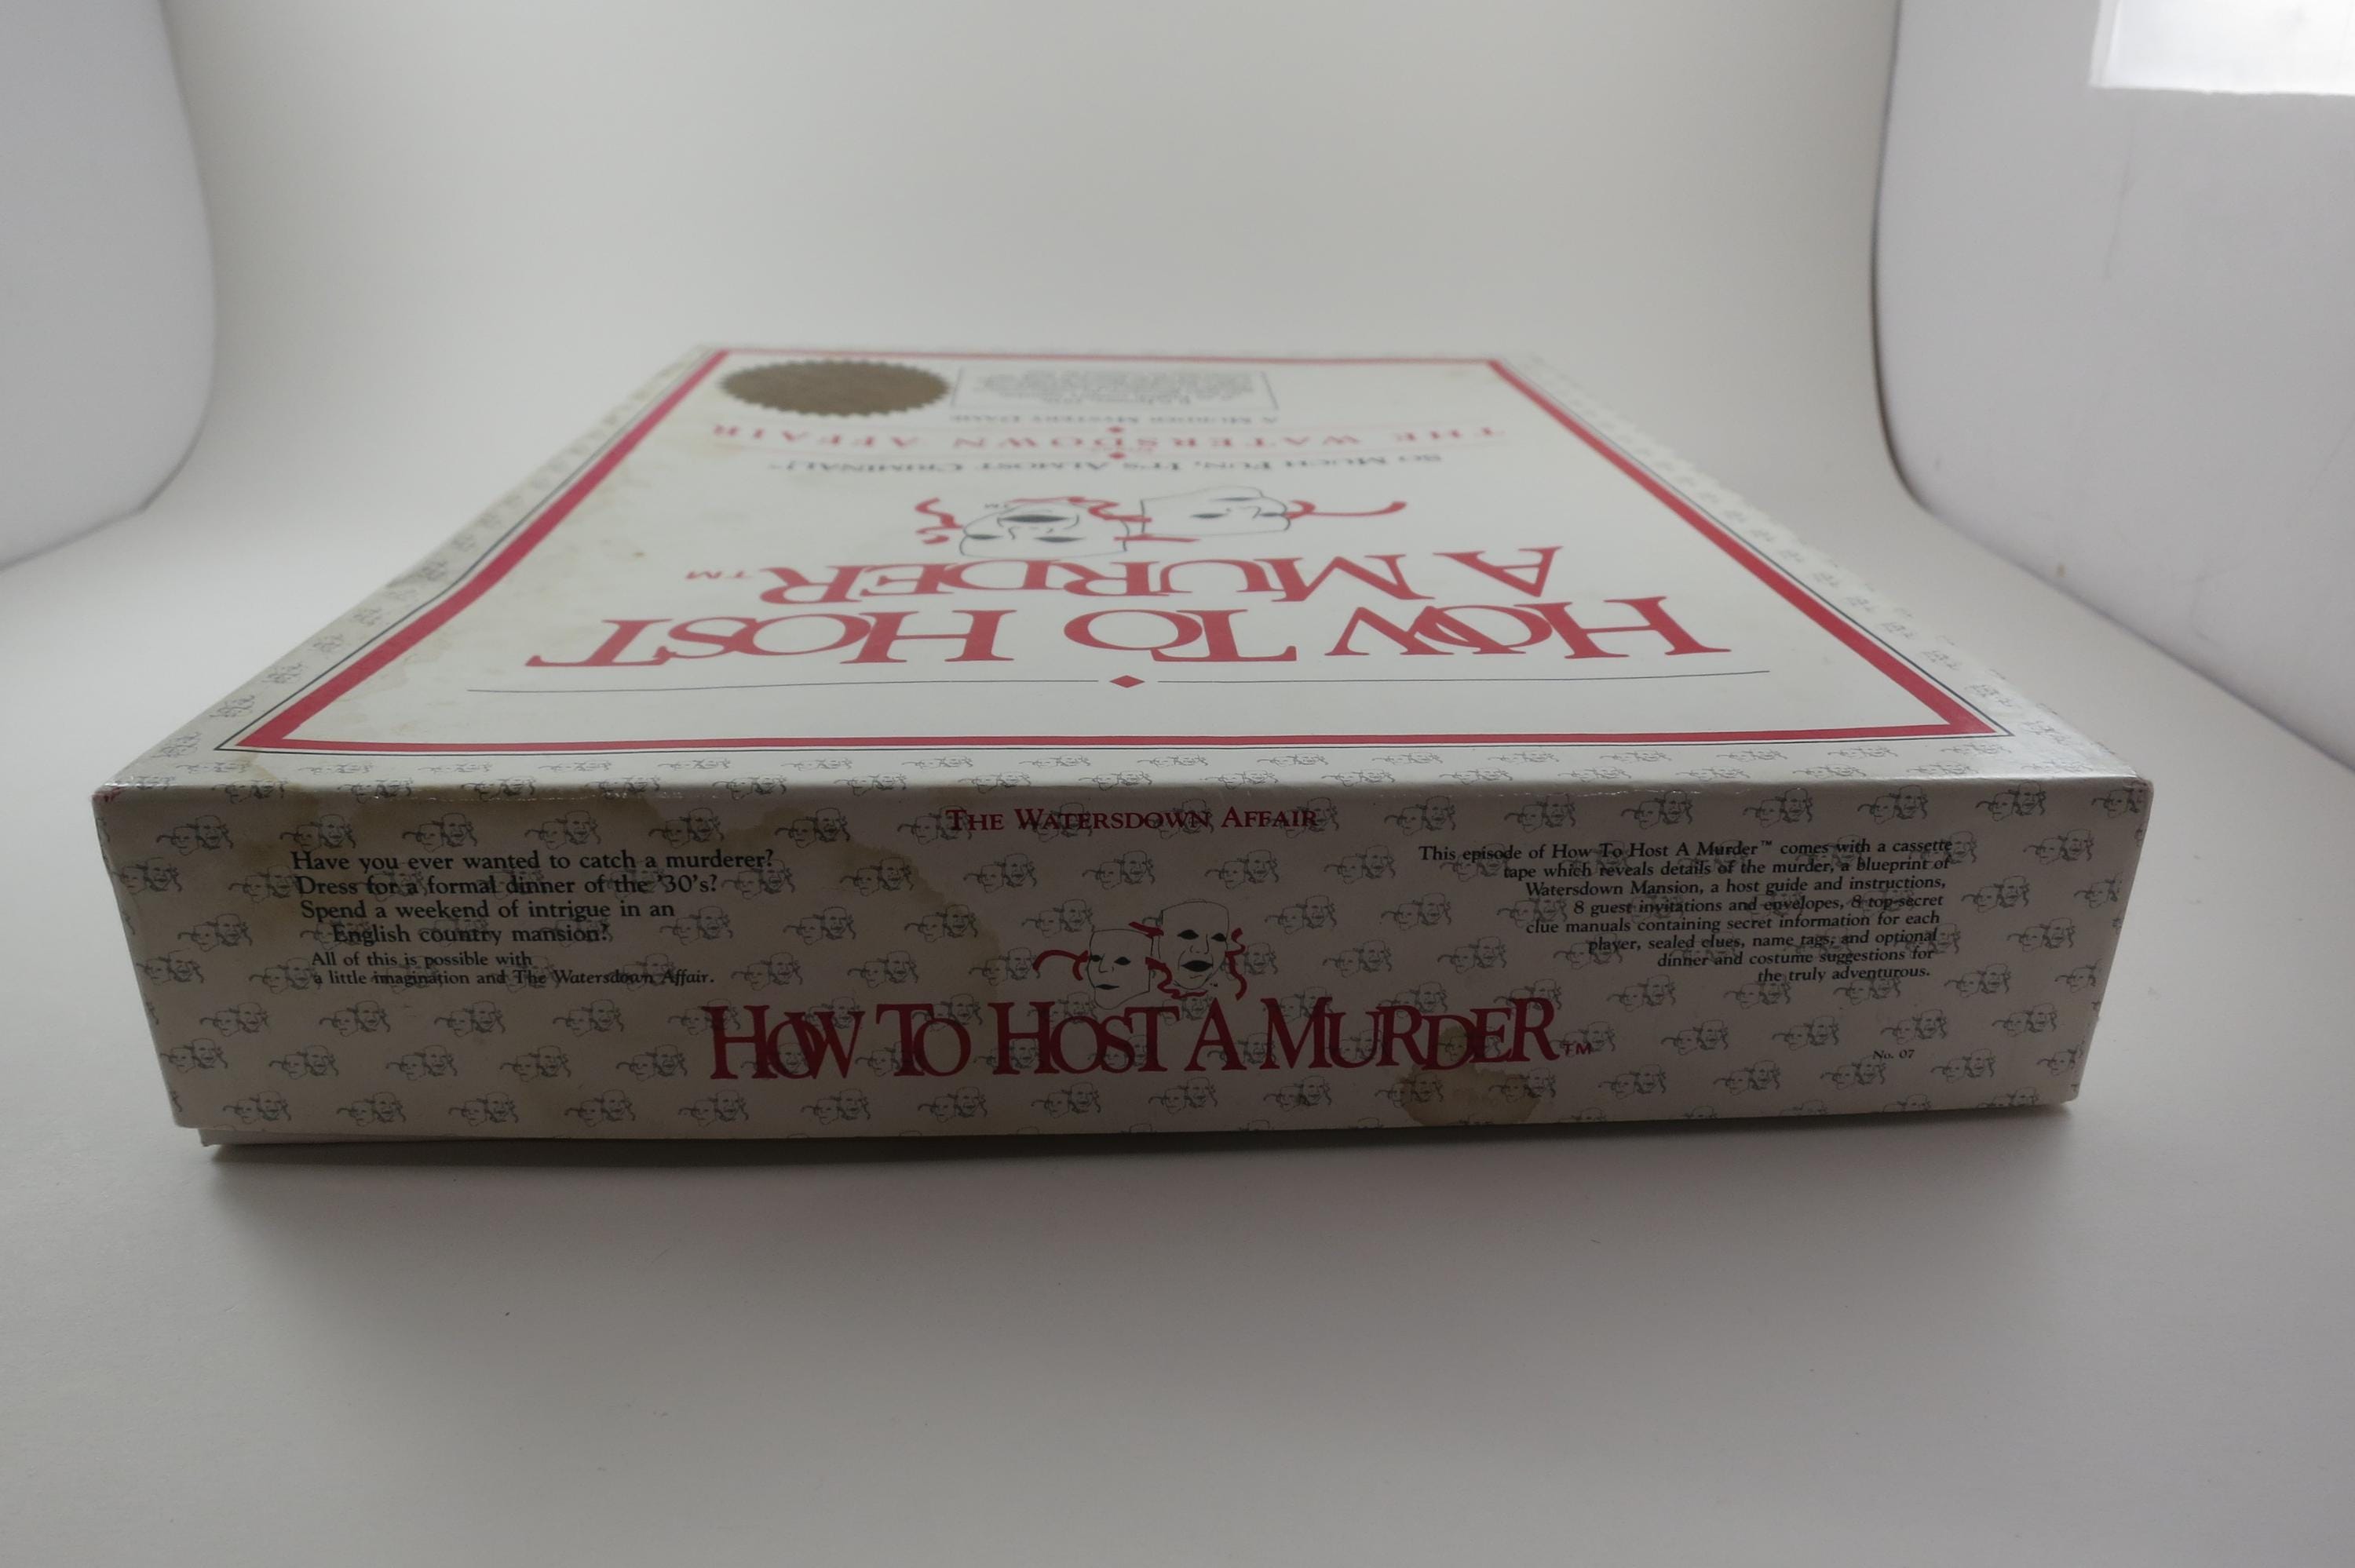 A MURDER MYSTERY GAME
THE WATERSDOWN AFFAIR
SO MUCH FUN, IT'S ALMOST CRIMINAL!™
A MURDER™
HOW TO HOST
THE WATERSDOWN AFFAIR
Have you ever wanted to catch a murderer?
Dress for a formal dinner of the '30's?
Spend a weekend of intrigue in an
English country mansion?
All of this is possible with
a little imagination and The Watersdown Affair.
This episode of How To Host A Murder™ comes with a cassette
tape which reveals details of the murder, a blueprint of
Watersdown Mansion, a host guide and instructions,
8 guest invitations and envelopes, 8 top-secret
clue manuals containing secret information for each
player, sealed clues, name tags, and optional
dinner and costume suggestions for
the truly adventurous.
HOW TO HOST A MURDER™
No. 07